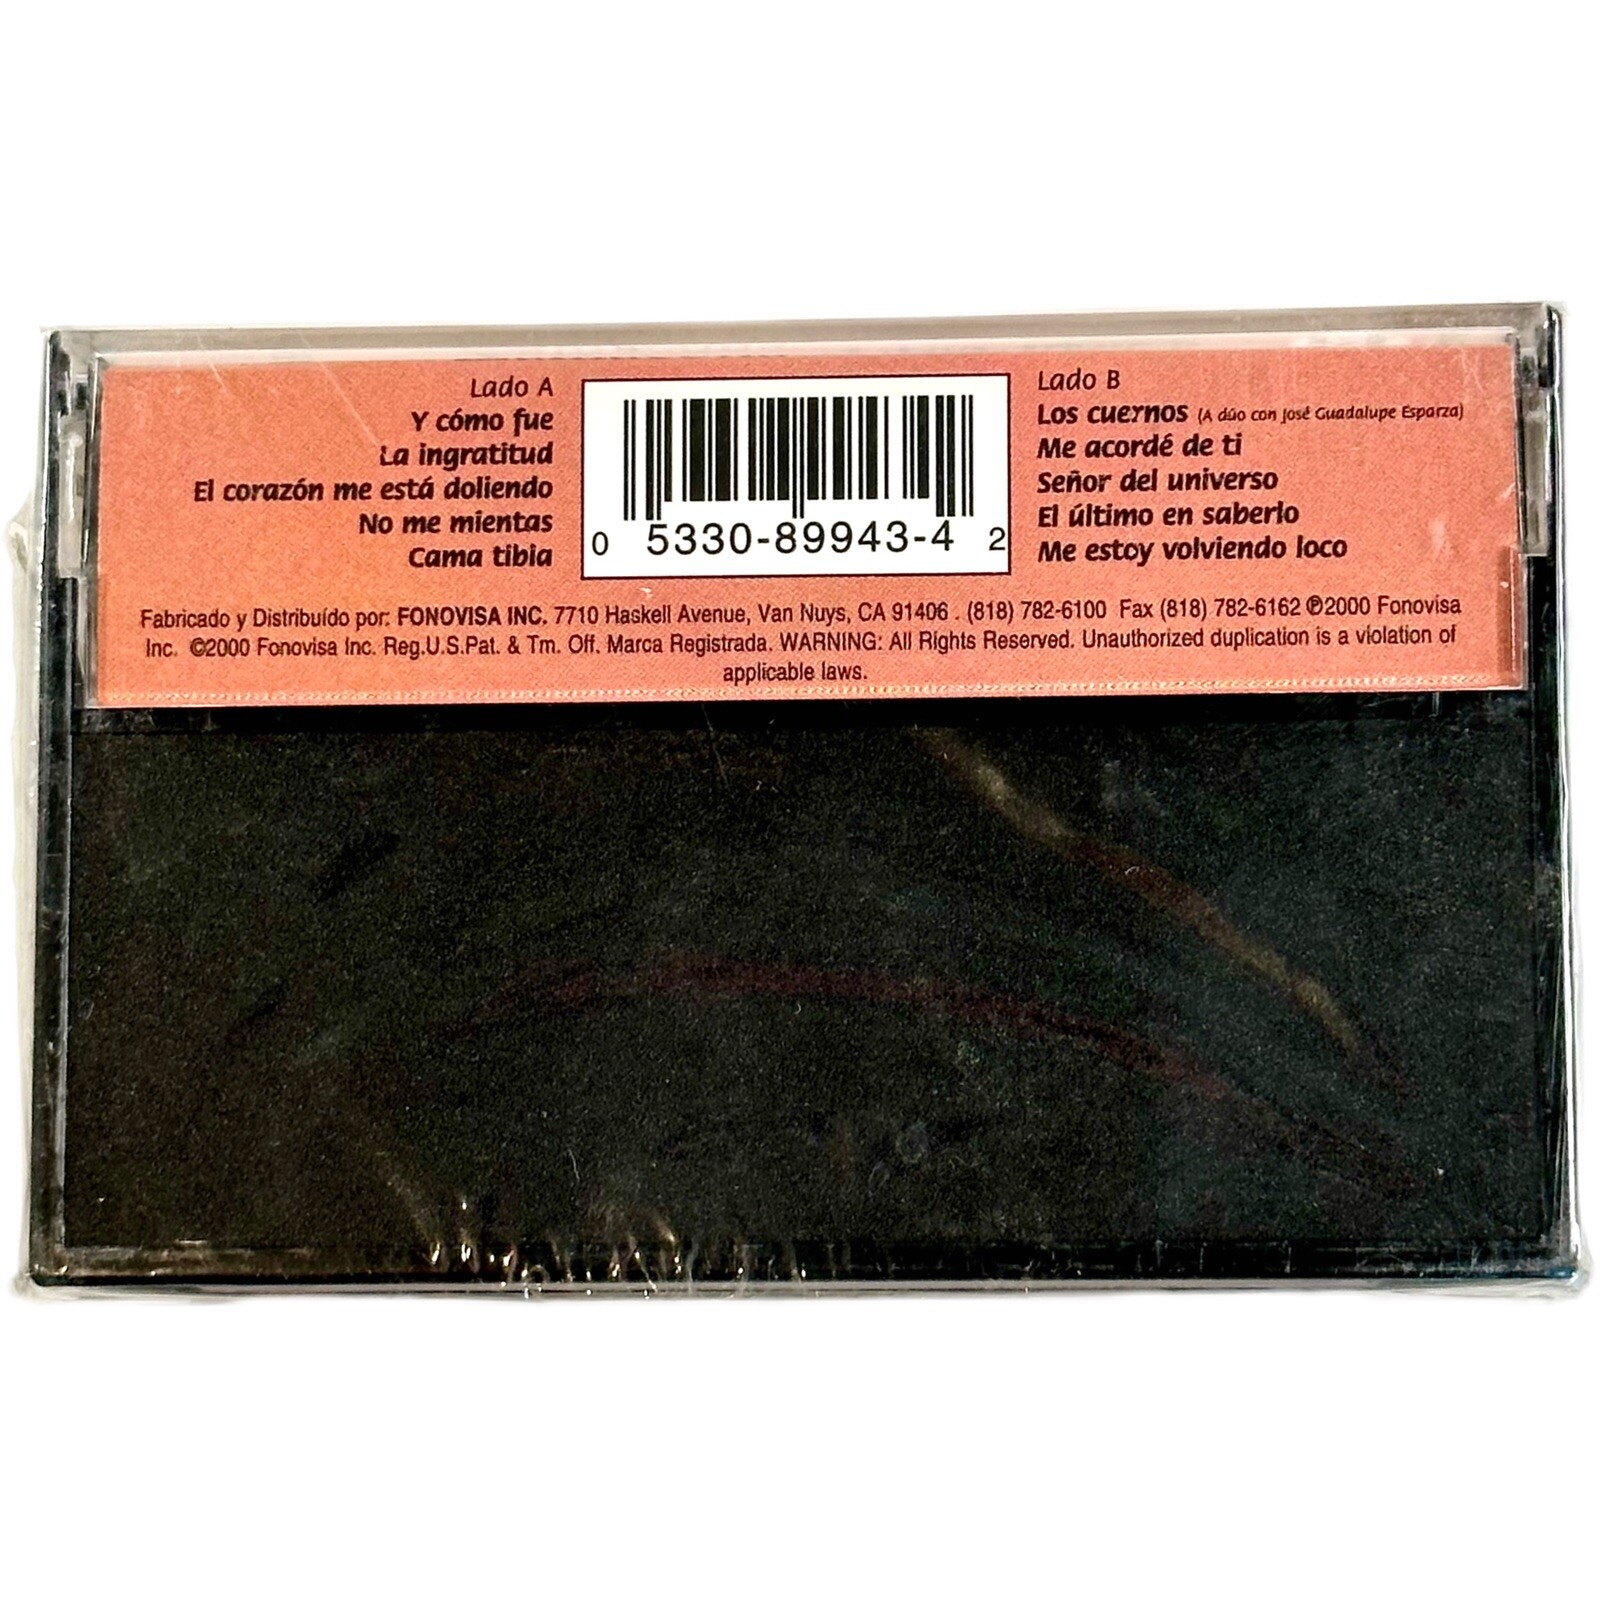 Lado A
Y cómo fue
La ingratitud
El corazón me está doliendo
No me mientas
Cama tibia
0 5330-89943-4 2
Lado B
Los cuernos (A dúo con José Guadalupe Esparza)
Me acordé de ti
Señor del universo
El último en saberlo
Me estoy volviendo loco
Fabricado y Distribuído por: FONOVISA INC. 7710 Haskell Avenue, Van Nuys, CA 91406 . (818) 782-6100 Fax (818) 782-6162 ℗2000 Fonovisa
Inc. ©2000 Fonovisa Inc. Reg.U.S.Pat. & Tm. Off. Marca Registrada. WARNING: All Rights Reserved. Unauthorized duplication is a violation of
applicable laws.